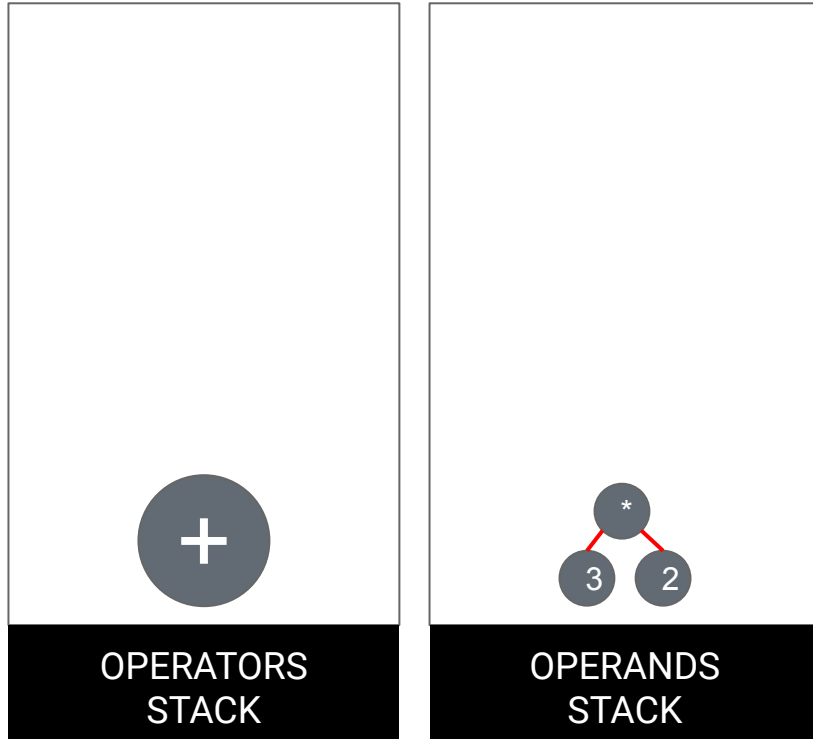 +
*
3 2
OPERATORS
STACK
OPERANDS
STACK